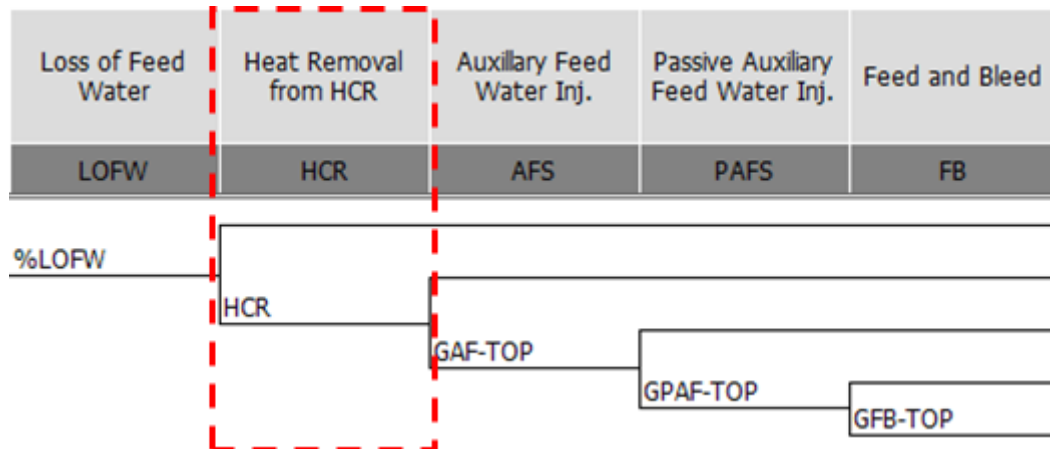 Loss of Feed
Water
Heat Removal
from HCR
Auxillary Feed
Water Inj.
Passive Auxiliary
Feed Water Inj.
Feed and Bleed
LOFW
HCR
AFS
PAFS
FB
%LOFW
HCR
GAF-TOP
GPAF-TOP
GFB-TOP